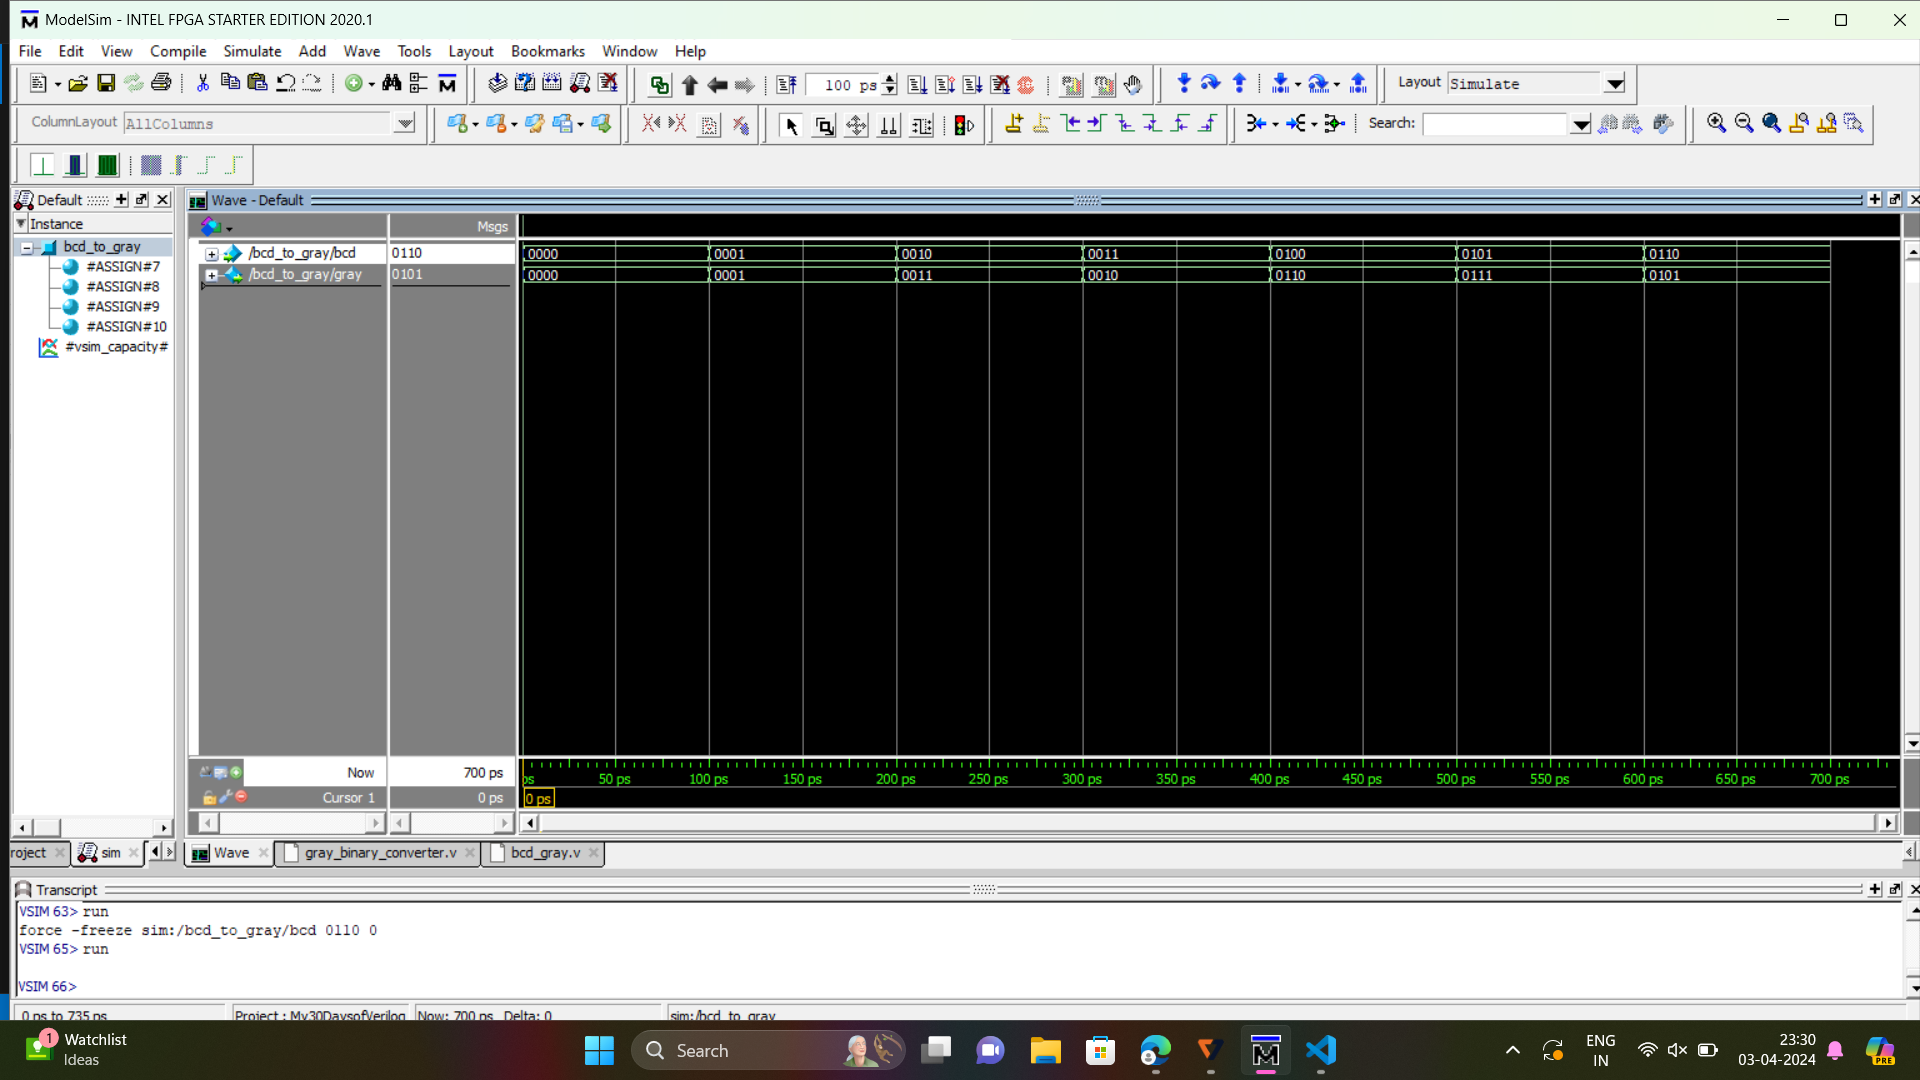 ModelSim - INTEL FPGA STARTER EDITION 2020.1
File Edit View Compile Simulate Add Wave Tools Layout Bookmarks Window Help
100 ps
Layout Simulate
ColumnLayout AllColumns
Search:
Default
Wave - Default
Instance
Msgs
bcd_to_gray
#ASSIGN#7
#ASSIGN#8
#ASSIGN#9
#ASSIGN#10
#vsim_capacity#
/bcd_to_gray/bcd 0110 0000 0001 0010 0011 0100 0101 0110
/bcd_to_gray/gray 0101 0000 0001 0011 0010 0110 0111 0101
Now 700 ps
ps 50 ps 100 ps 150 ps 200 ps 250 ps 300 ps 350 ps 400 ps 450 ps 500 ps 550 ps 600 ps 650 ps 700 ps
Cursor 1 0 ps 0 ps
roject sim Wave gray_binary_converter.v bcd_gray.v
Transcript
VSIM 63> run
force -freeze sim:/bcd_to_gray/bcd 0110 0
VSIM 65> run
VSIM 66>
0 ps to 735 ps Project : My30DaysofVerilog Now: 700 ps Delta: 0 sim:/bcd_to_gray
1 Watchlist
Ideas
Search
ENG
IN
23:30
03-04-2024
PRE